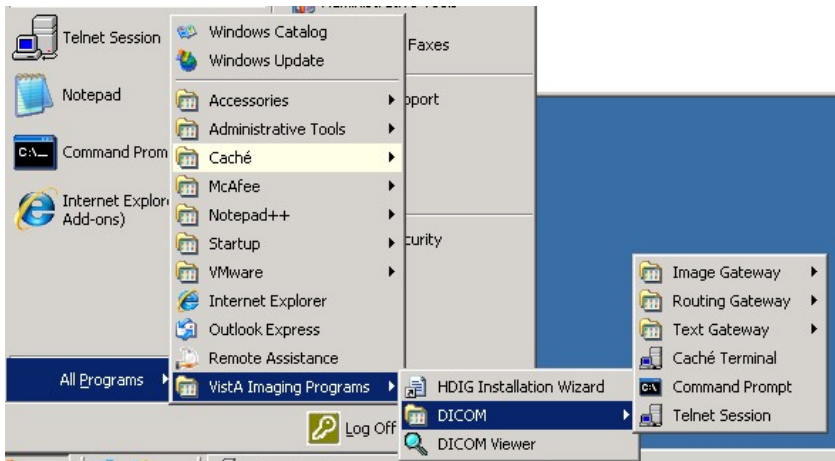 Administrative Tools
Telnet Session
Notepad
C:\
Command Prom
Internet Explor
Add-ons)
All Programs
Windows Catalog
Windows Update
Accessories
Administrative Tools
Caché
McAfee
Notepad++
Startup
VMware
Internet Explorer
Outlook Express
Remote Assistance
VistA Imaging Programs
Faxes
pport
curity
Log Off
HDIG Installation Wizard
DICOM
DICOM Viewer
Image Gateway
Routing Gateway
Text Gateway
Caché Terminal
C:\
Command Prompt
Telnet Session